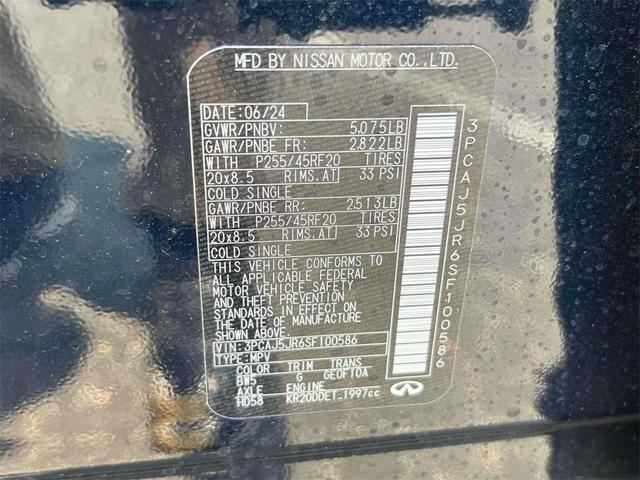 MFD BY NISSAN MOTOR CO.,LTD.
DATE: 06/24
GVWR/PNBV: 5,075LB
GAWR/PNBE FR: 2,822LB
WITH P255/45RF20 TIRES
20x8.5 RIMS.AT 33 PSI
COLD SINGLE
GAWR/PNBE RR: 2,513LB
WITH P255/45RF20 TIRES
20x8.5 RIMS.AT 33 PSI
COLD SINGLE
THIS VEHICLE CONFORMS TO
ALL APPLICABLE FEDERAL
MOTOR VEHICLE SAFETY
AND THEFT PREVENTION
STANDARDS IN EFFECT ON
THE DATE OF MANUFACTURE
SHOWN ABOVE.
VIN: 3PCAJ5JR6SF100586
TYPE: MPV
COLOR TRIM TRANS
BW5 G GE0F10A
AXLE ENGINE
HD58 KR20DDET 1997cc
3PCAJ5JR6SF100586